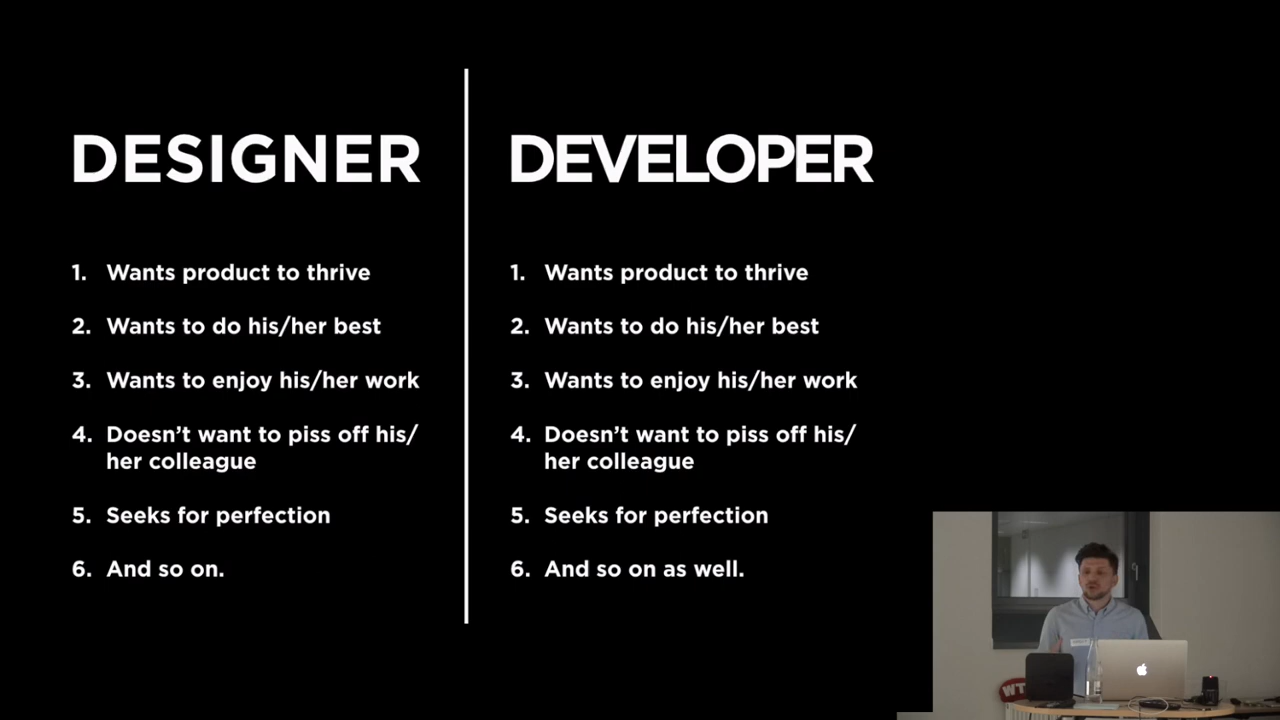 DESIGNER
1. Wants product to thrive
2. Wants to do his/her best
3. Wants to enjoy his/her work
4. Doesn’t want to piss off his/
her colleague
5. Seeks for perfection
6. And so on.
DEVELOPER
1. Wants product to thrive
2. Wants to do his/her best
3. Wants to enjoy his/her work
4. Doesn’t want to piss off his/
her colleague
5. Seeks for perfection
6. And so on as well.
WT